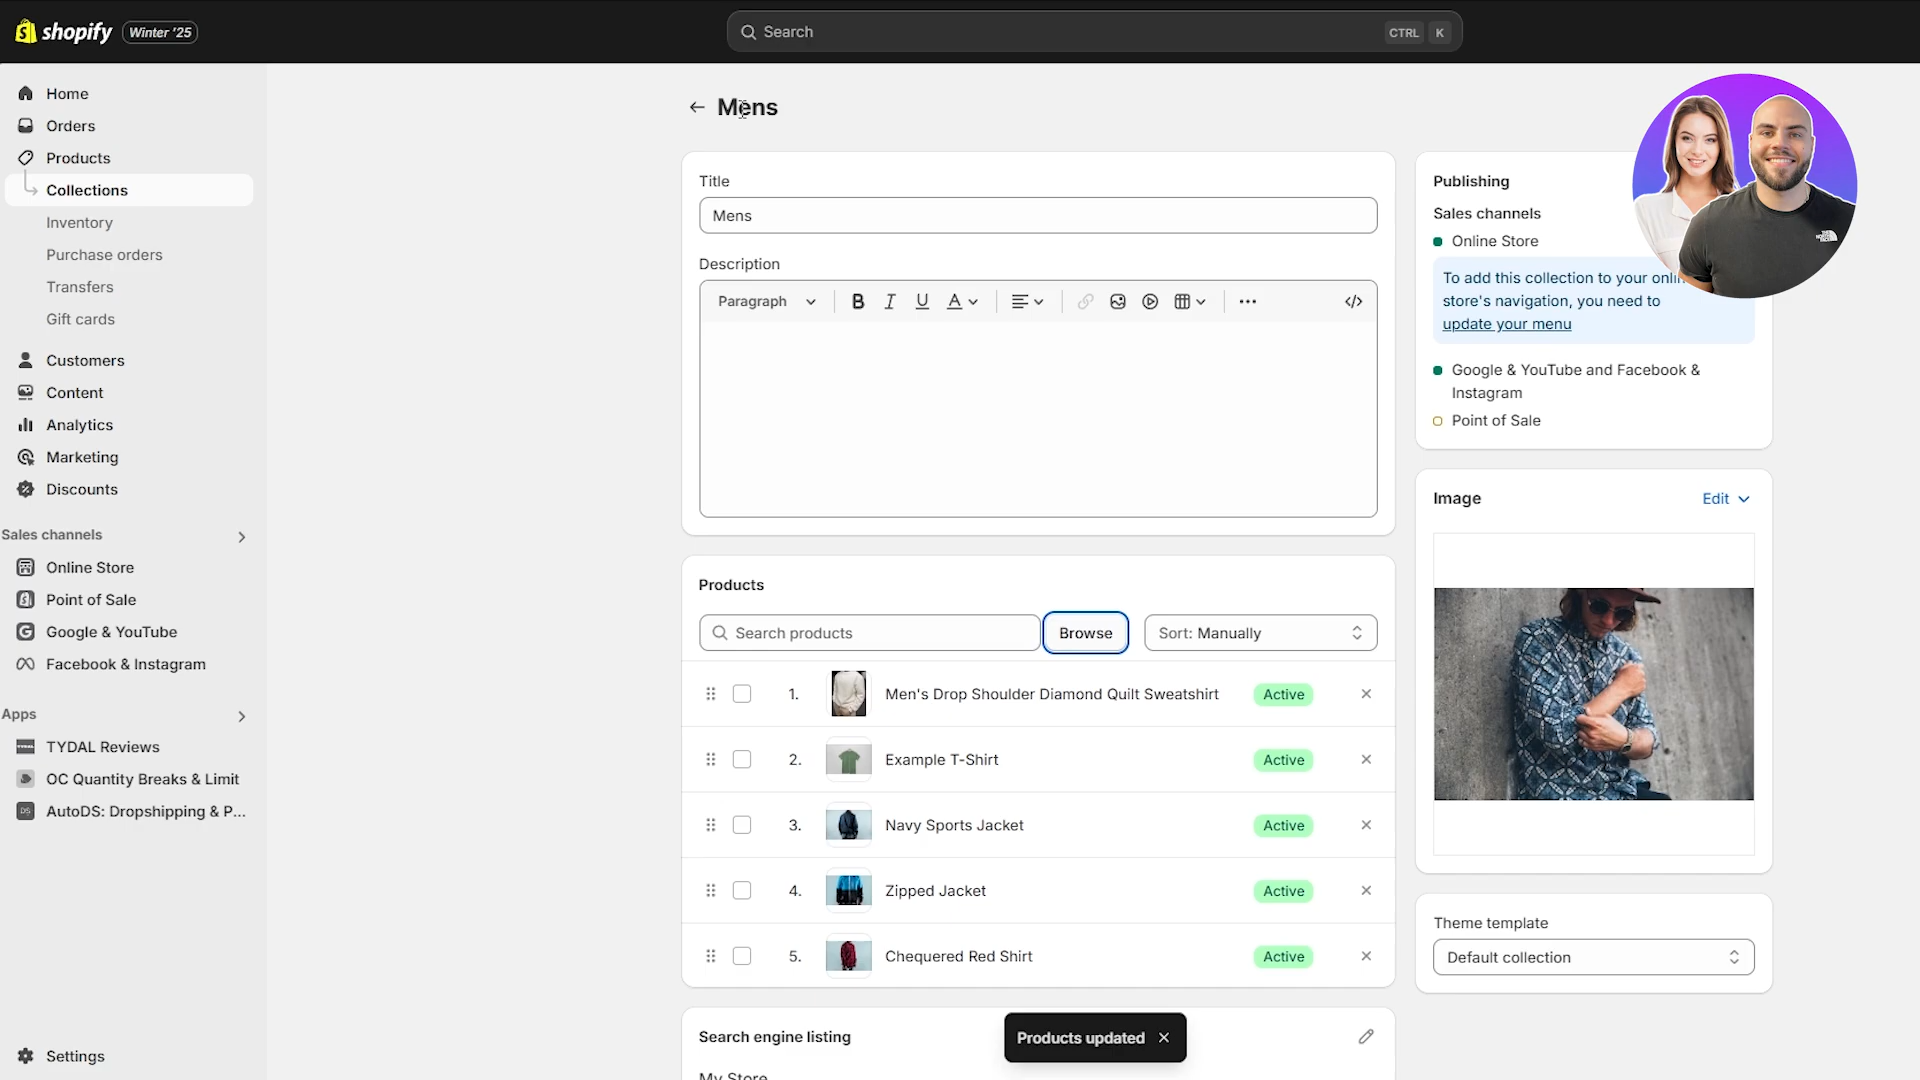 shopify
Winter '25
Search
CTRL
K
Home
Orders
Products
Collections
Inventory
Purchase orders
Transfers
Gift cards
Customers
Content
Analytics
Marketing
Discounts
Sales channels
Online Store
Point of Sale
Google & YouTube
Facebook & Instagram
Apps
TYDAL Reviews
OC Quantity Breaks & Limit
AutoDS: Dropshipping & P...
Settings
Mens
Title
Mens
Description
Paragraph
B
I
U
A
Products
Search products
Browse
Sort: Manually
1. Men's Drop Shoulder Diamond Quilt Sweatshirt Active
2. Example T-Shirt Active
3. Navy Sports Jacket Active
4. Zipped Jacket Active
5. Chequered Red Shirt Active
Search engine listing
My Store
Products updated
Publishing
Sales channels
Online Store
To add this collection to your
store's navigation, you need to
update your menu
Google & YouTube and Facebook &
Instagram
Point of Sale
Image
Edit
Theme template
Default collection